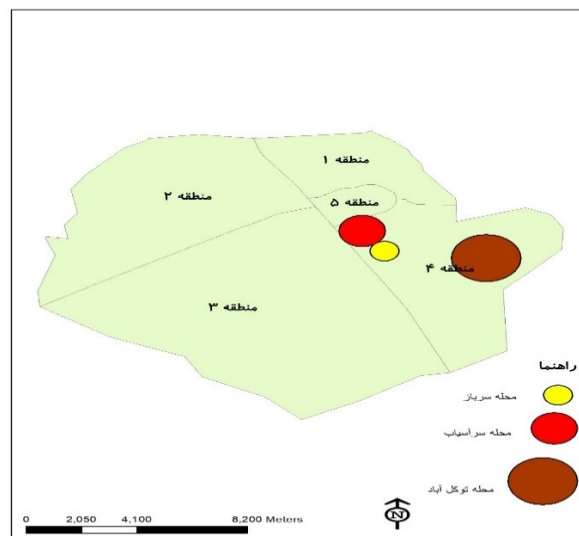 منطقه ۱
منطقه ۲
منطقه ۵
منطقه ۴
منطقه ۳
راهنما
محله سرباز
محله سرآسیاب
محله توکل آباد
N
0 2,050 4,100 8,200 Meters